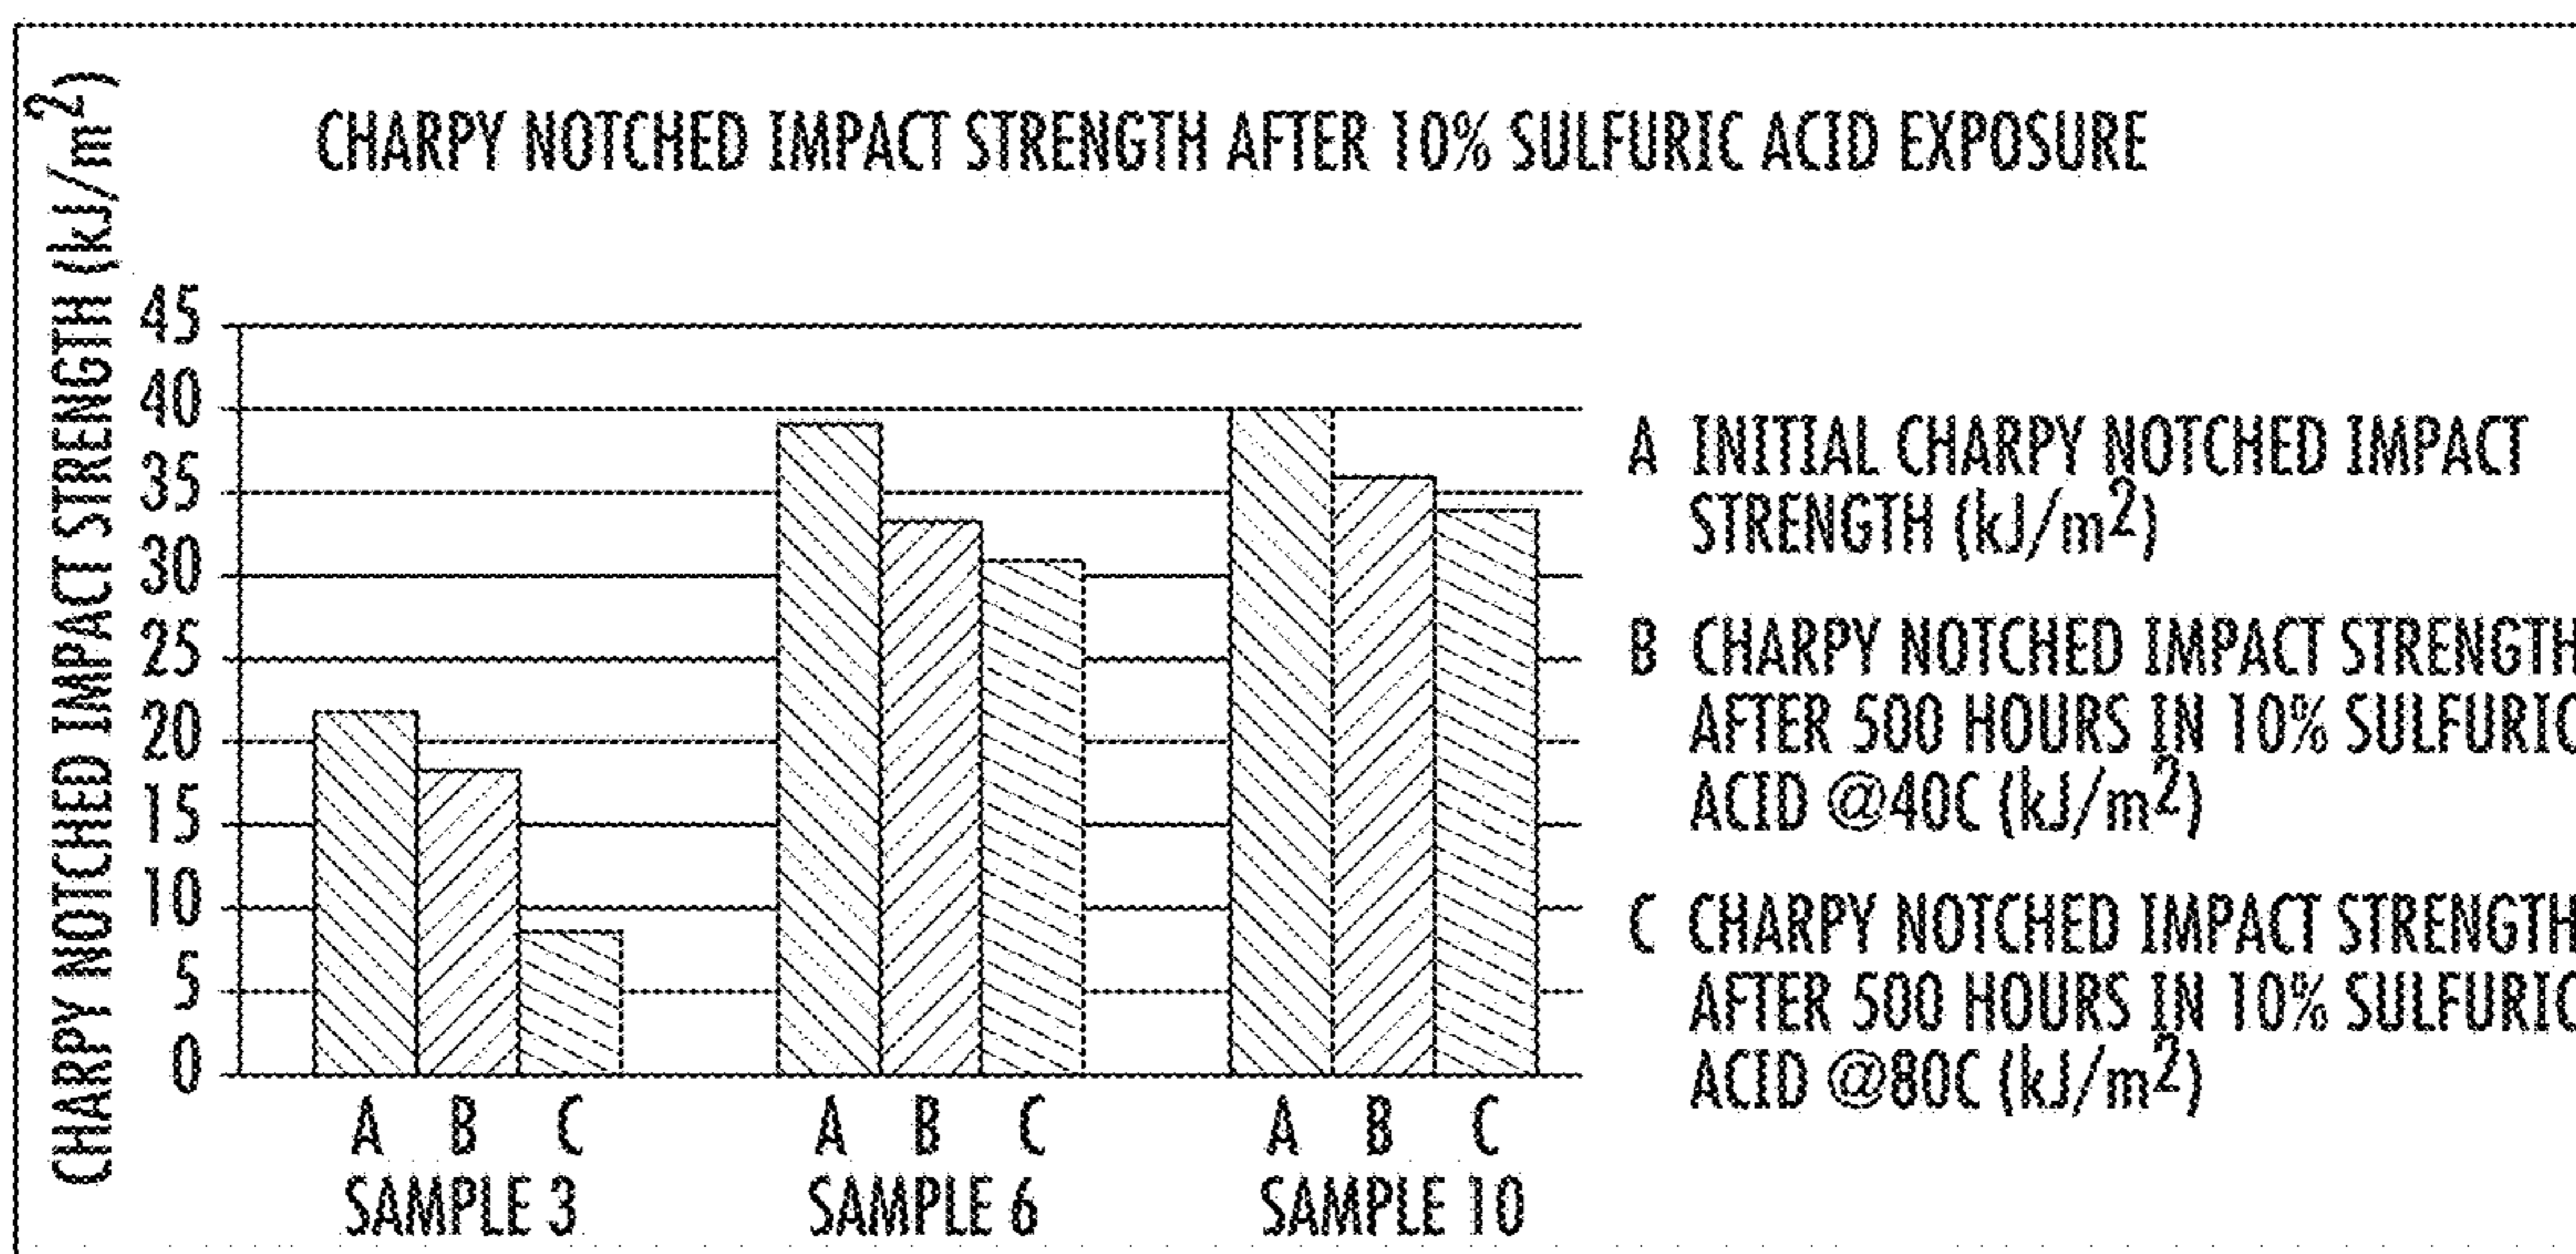 CHARPY NOTCHED IMPACT STRENGTH AFTER 10% SULFURIC ACID EXPOSURE
CHARPY NOTCHED IMPACT STRENGTH (kJ/m²)
45
40
35
30
25
20
15
10
5
0
A B C
SAMPLE 3
A B C
SAMPLE 6
A B C
SAMPLE 10
A INITIAL CHARPY NOTCHED IMPACT
STRENGTH (kJ/m²)
B CHARPY NOTCHED IMPACT STRENGTH
AFTER 500 HOURS IN 10% SULFURIC
ACID @40C (kJ/m²)
C CHARPY NOTCHED IMPACT STRENGTH
AFTER 500 HOURS IN 10% SULFURIC
ACID @80C (kJ/m²)